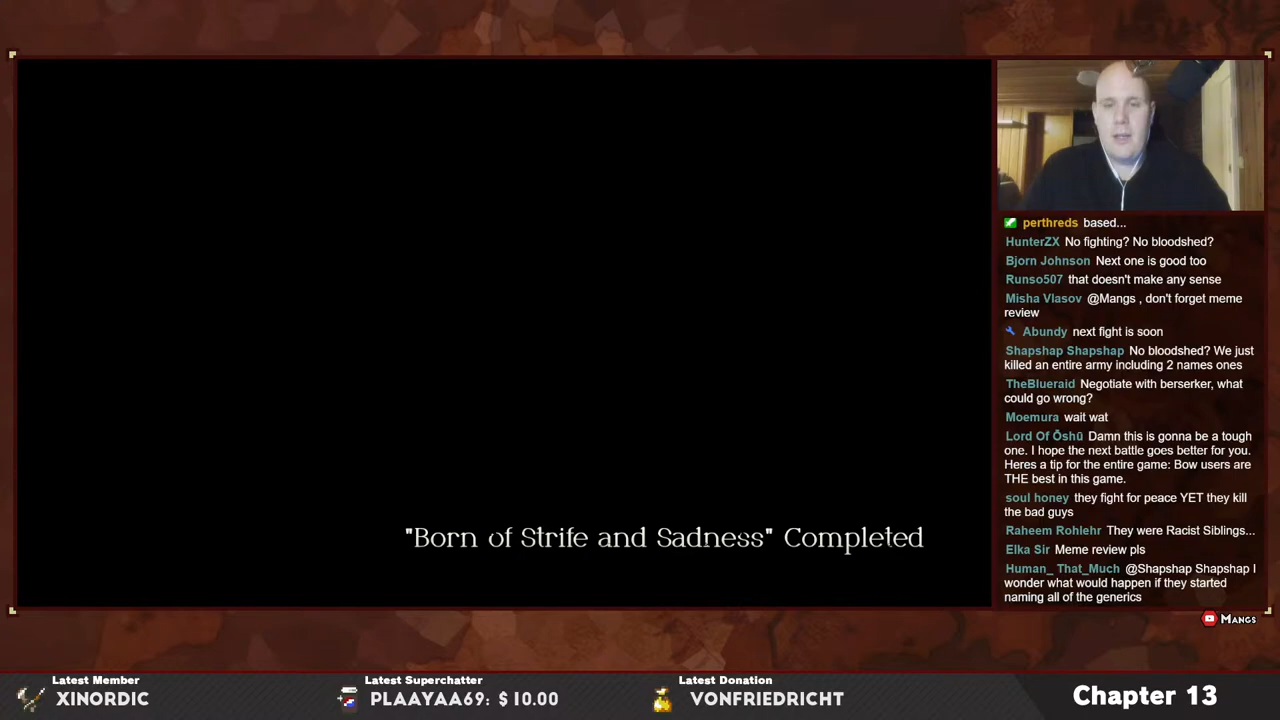 perthreds based...
HunterZX No fighting? No bloodshed?
Bjorn Johnson Next one is good too
Runso507 that doesn't make any sense
Misha Vlasov @Mangs , don't forget meme
review
Abundy next fight is soon
Shapshap Shapshap No bloodshed? We just
killed an entire army including 2 names ones
TheBlueraid Negotiate with berserker, what
could go wrong?
Moemura wait wat
Lord Of Ōshū Damn this is gonna be a tough
one. I hope the next battle goes better for you.
Heres a tip for the entire game: Bow users are
THE best in this game.
soul honey they fight for peace YET they kill
the bad guys
Raheem Rohlehr They were Racist Siblings...
Elka Sir Meme review pls
Human_ That_Much @Shapshap Shapshap I
wonder what would happen if they started
naming all of the generics
"Born of Strife and Sadness" Completed
Mangs
Latest Member
XINORDIC
Latest Superchatter
PLAAYAA69: $10.00
Latest Donation
VONFRIEDRICHT
Chapter 13